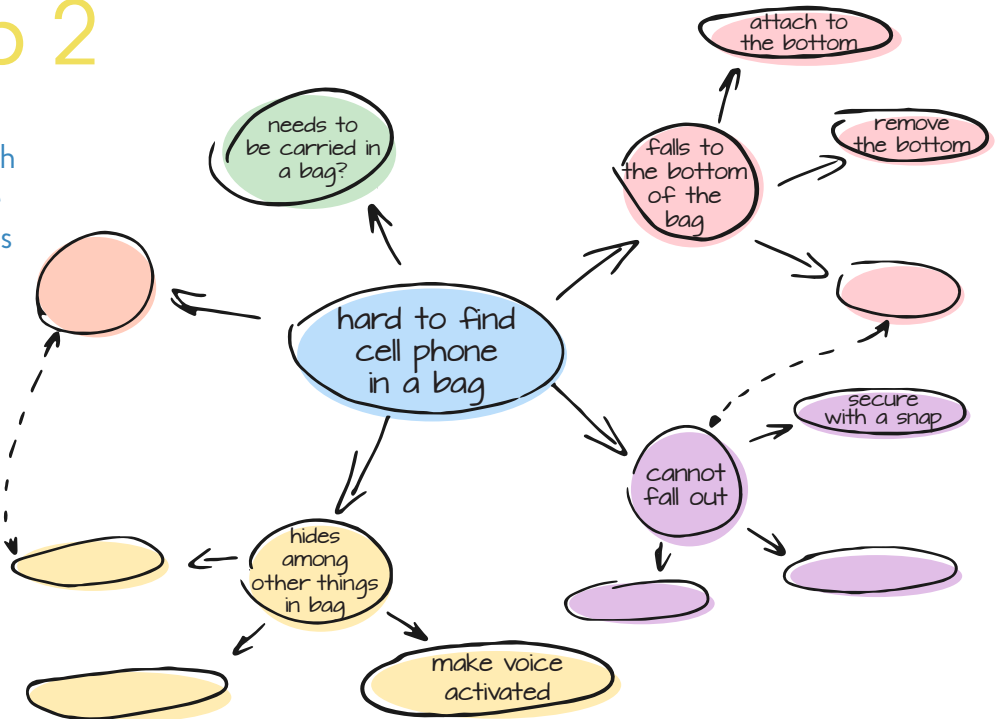 2
attach to
the bottom
remove
the bottom
needs to
be carried in
a bag?
falls to
the bottom
of the
bag
hard to find
cell phone
in a bag
secure
with a snap
cannot
fall out
hides
among
other things
in bag
make voice
activated